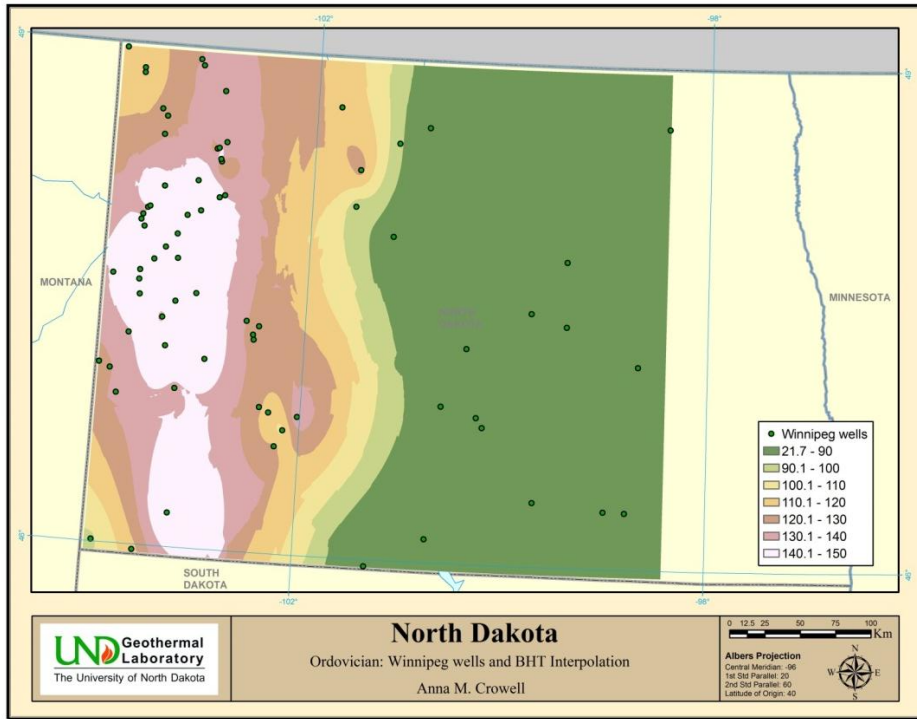 -102°
-98°
49°
49°
MONTANA
NORTH
DAKOTA
MINNESOTA
Winnipeg wells
21.7 - 90
90.1 - 100
100.1 - 110
110.1 - 120
120.1 - 130
130.1 - 140
140.1 - 150
46°
46°
SOUTH
DAKOTA
-102°
-98°
UND Geothermal
Laboratory
The University of North Dakota
North Dakota
Ordovician: Winnipeg wells and BHT Interpolation
Anna M. Crowell
0 12.5 25 50 75 100
Km
Albers Projection
Central Meridian: -96
1st Std Parallel: 20
2nd Std Parallel: 60
Latitude of Origin: 40
N
W E
S